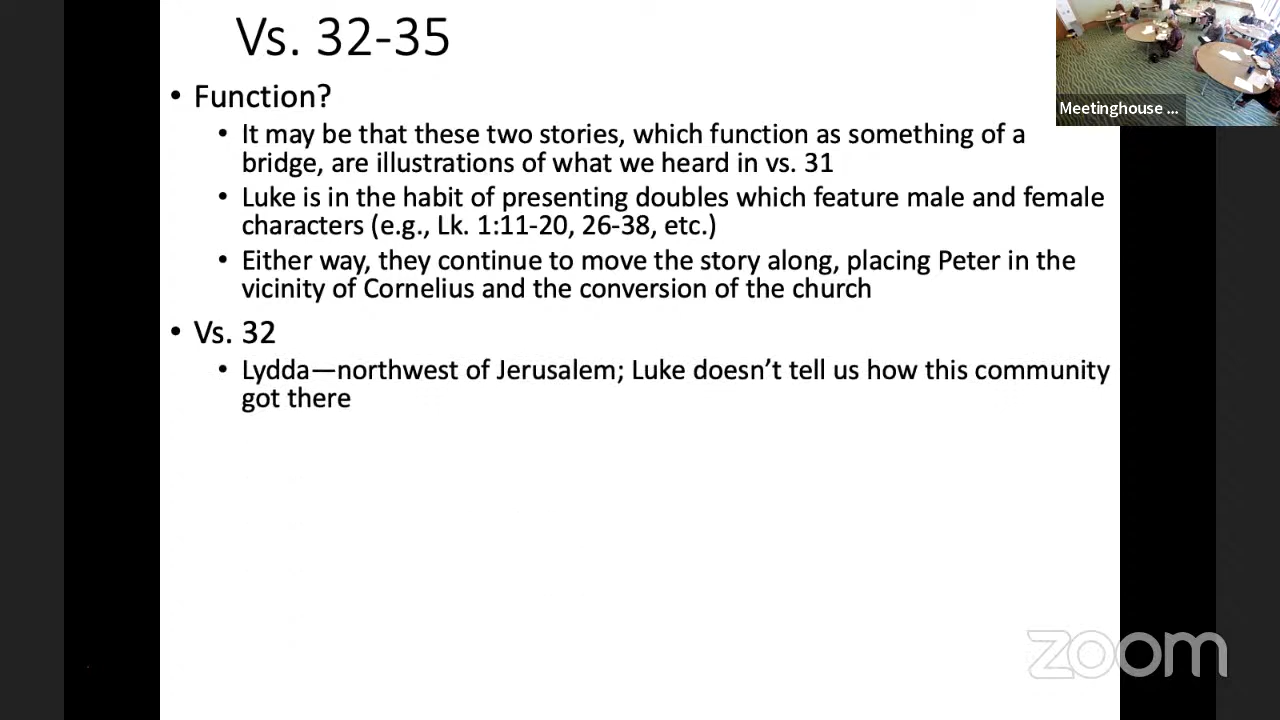 Vs. 32-35
• Function?
• It may be that these two stories, which function as something of a
bridge, are illustrations of what we heard in vs. 31
• Luke is in the habit of presenting doubles which feature male and female
characters (e.g., Lk. 1:11-20, 26-38, etc.)
• Either way, they continue to move the story along, placing Peter in the
vicinity of Cornelius and the conversion of the church
• Vs. 32
• Lydda—northwest of Jerusalem; Luke doesn’t tell us how this community
got there
Meetinghouse ...
zoom